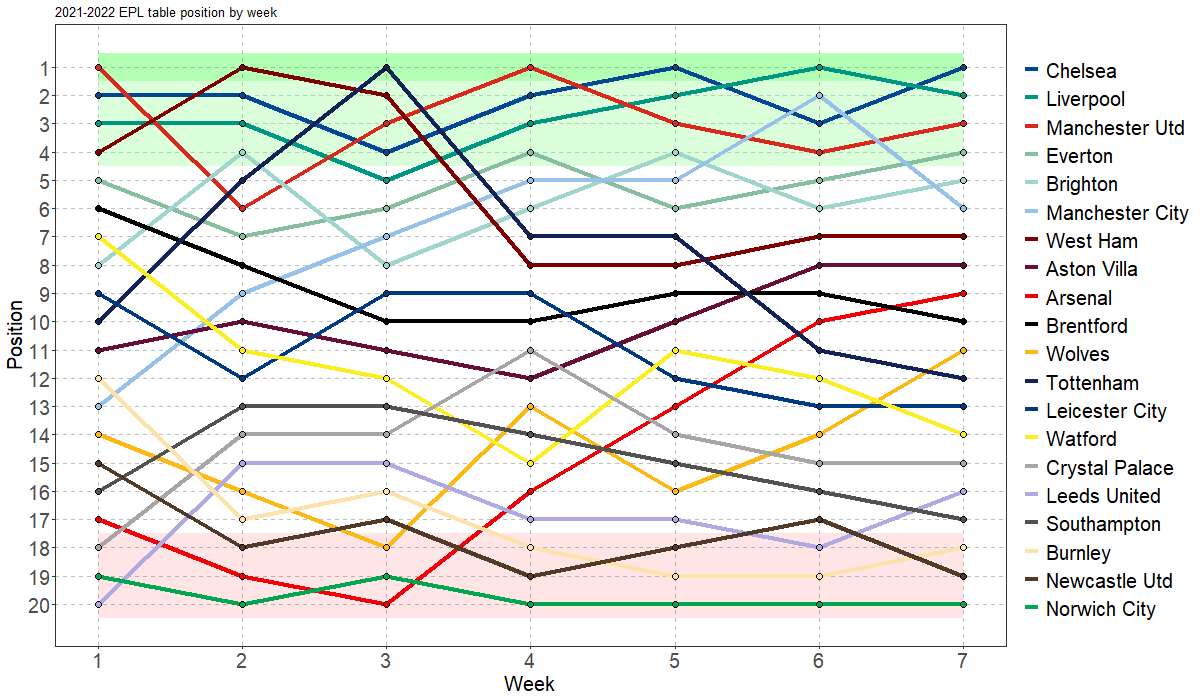 2021-2022 EPL table position by week
Position
1
2
3
4
5
6
7
8
9
10
11
12
13
14
15
16
17
18
19
20
1 2 3 4 5 6 7
Week
Chelsea
Liverpool
Manchester Utd
Everton
Brighton
Manchester City
West Ham
Aston Villa
Arsenal
Brentford
Wolves
Tottenham
Leicester City
Watford
Crystal Palace
Leeds United
Southampton
Burnley
Newcastle Utd
Norwich City